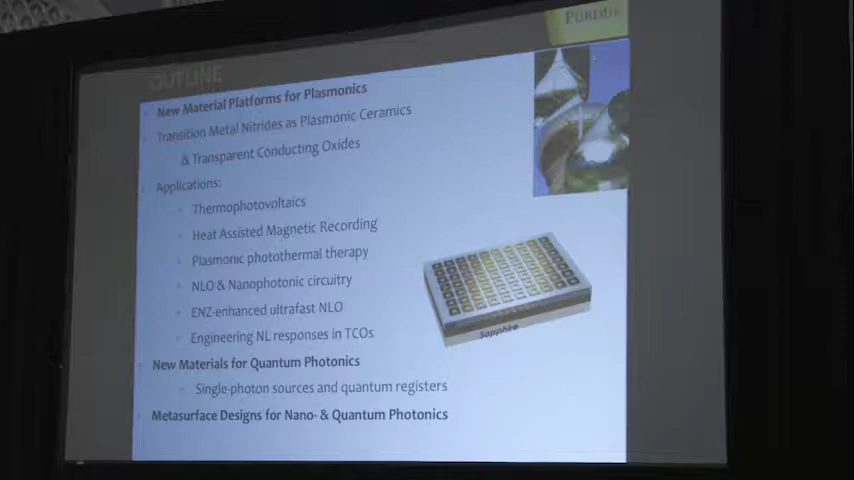 PURDUE
OUTLINE
New Material Platforms for Plasmonics
Transition Metal Nitrides as Plasmonic Ceramics
& Transparent Conducting Oxides
Applications:
Thermophotovoltaics
Heat Assisted Magnetic Recording
Plasmonic photothermal therapy
NLO & Nanophotonic circuitry
ENZ-enhanced ultrafast NLO
Engineering NL responses in TCOs
New Materials for Quantum Photonics
Single-photon sources and quantum registers
Metasurface Designs for Nano- & Quantum Photonics
Sapphire